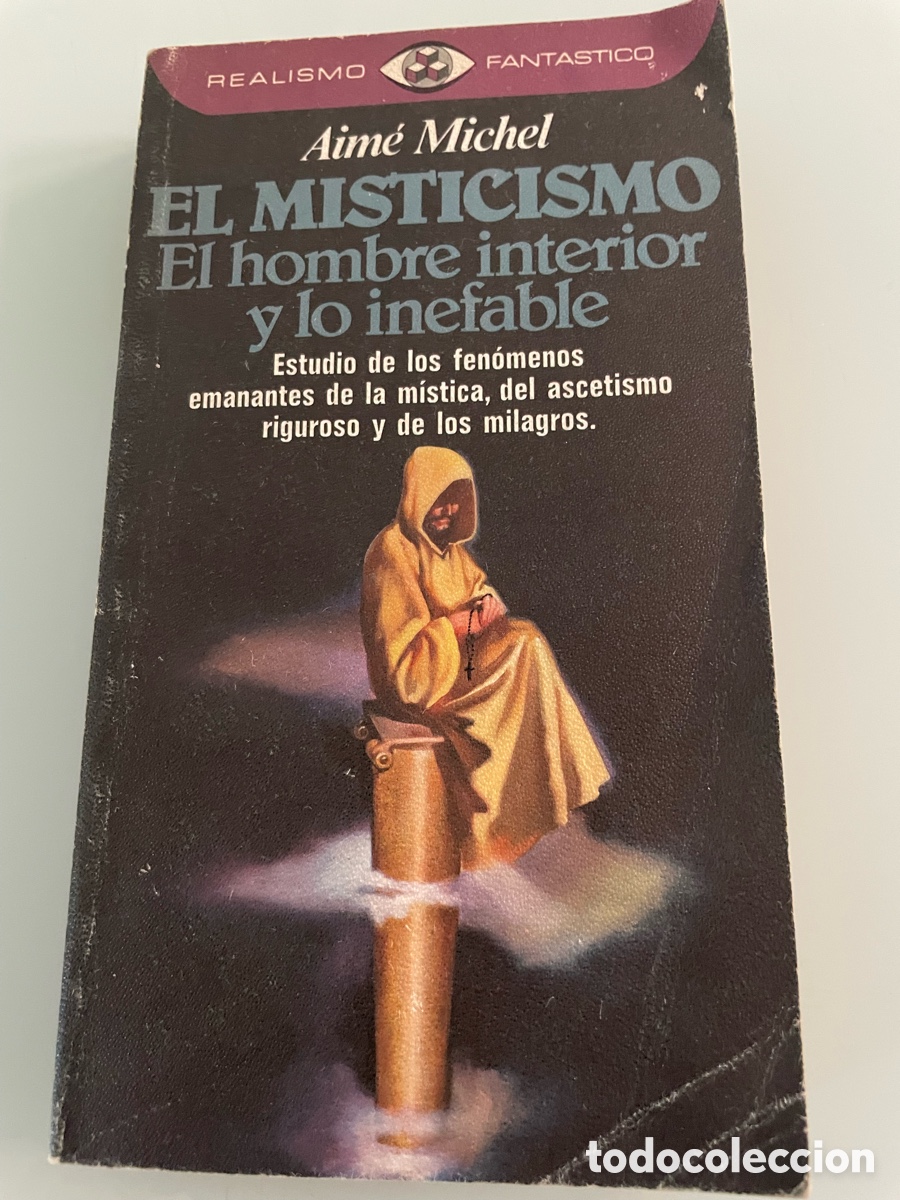 REALISMO FANTASTICO
Aimé Michel
EL MISTICISMO
El hombre interior
y lo inefable
Estudio de los fenómenos
emanantes de la mística, del ascetismo
riguroso y de los milagros.
todocoleccion